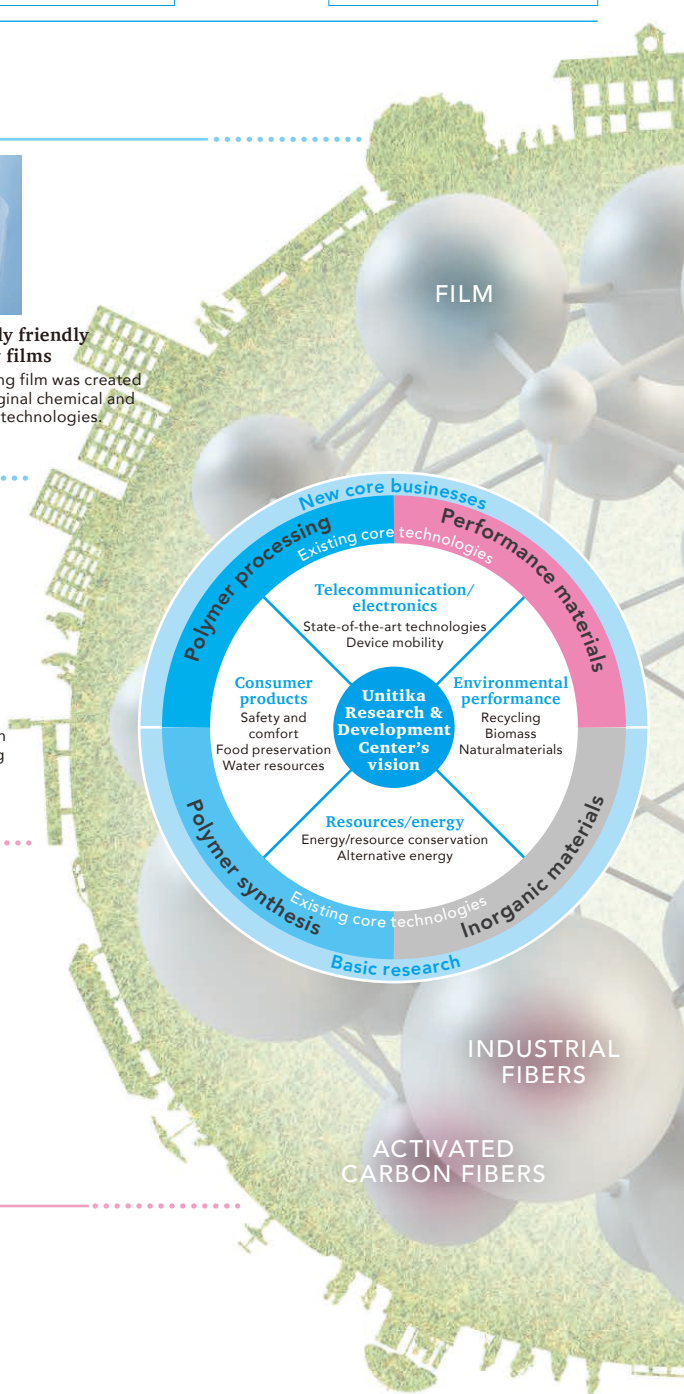 FILM
ly friendly
films
ng film was created
ginal chemical and
technologies.
New core businesses
Polymer processing
Existing core technologies
Performance materials
Telecommunication/
electronics
State-of-the-art technologies
Device mobility
Consumer
products
Safety and
comfort
Food preservation
Water resources
Unitika
Research &
Development
Center's
vision
Environmental
performance
Recycling
Biomass
Naturalmaterials
Resources/energy
Energy/resource conservation
Alternative energy
Polymer synthesis
Existing core technologies
Inorganic materials
Basic research
INDUSTRIAL
FIBERS
ACTIVATED
CARBON FIBERS